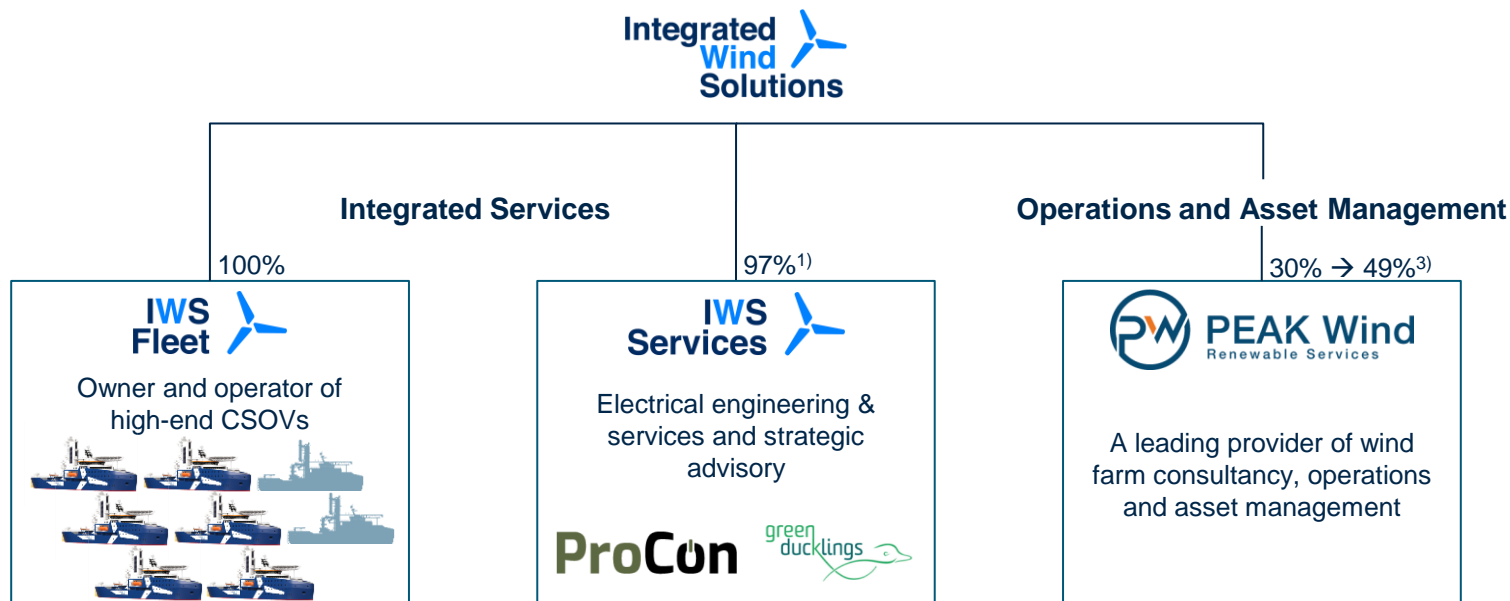 Integrated
Wind
Solutions
Integrated Services
Operations and Asset Management
100%
97%1)
30% → 49%3)
IWS
Fleet
Owner and operator of
high-end CSOVs
IWS
Services
Electrical engineering &
services and strategic
advisory
ProCon
green
ducklings
PW
PEAK Wind
Renewable Services
A leading provider of wind
farm consultancy, operations
and asset management